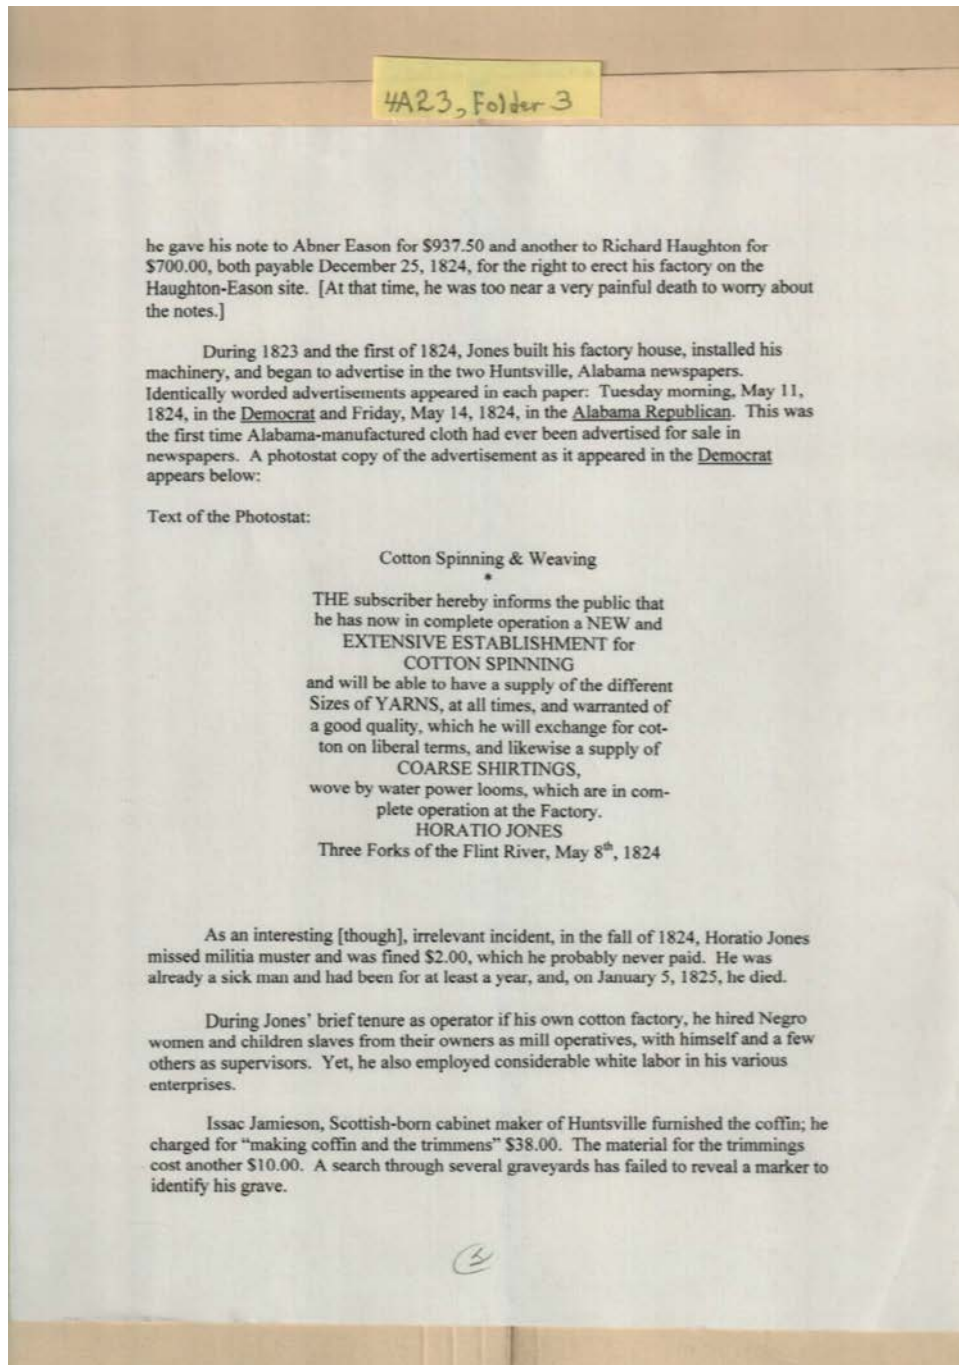 4A23, Folder 3
he gave his note to Abner Eason for $937.50 and another to Richard Haughton for
$700.00, both payable December 25, 1824, for the right to erect his factory on the
Haughton-Eason site. [At that time, he was too near a very painful death to worry about
the notes.]
During 1823 and the first of 1824, Jones built his factory house, installed his
machinery, and began to advertise in the two Huntsville, Alabama newspapers.
Identically worded advertisements appeared in each paper: Tuesday morning, May 11,
1824, in the Democrat and Friday, May 14, 1824, in the Alabama Republican. This was
the first time Alabama-manufactured cloth had ever been advertised for sale in
newspapers. A photostat copy of the advertisement as it appeared in the Democrat
appears below:
Text of the Photostat:
Cotton Spinning & Weaving
*
THE subscriber hereby informs the public that
he has now in complete operation a NEW and
EXTENSIVE ESTABLISHMENT for
COTTON SPINNING
and will be able to have a supply of the different
Sizes of YARNS, at all times, and warranted of
a good quality, which he will exchange for cot-
ton on liberal terms, and likewise a supply of
COARSE SHIRTINGS,
wove by water power looms, which are in com-
plete operation at the Factory.
HORATIO JONES
Three Forks of the Flint River, May 8th, 1824
As an interesting [though], irrelevant incident, in the fall of 1824, Horatio Jones
missed militia muster and was fined $2.00, which he probably never paid. He was
already a sick man and had been for at least a year, and, on January 5, 1825, he died.
During Jones' brief tenure as operator if his own cotton factory, he hired Negro
women and children slaves from their owners as mill operatives, with himself and a few
others as supervisors. Yet, he also employed considerable white labor in his various
enterprises.
Issac Jamieson, Scottish-born cabinet maker of Huntsville furnished the coffin; he
charged for "making coffin and the trimmens" $38.00. The material for the trimmings
cost another $10.00. A search through several graveyards has failed to reveal a marker to
identify his grave.